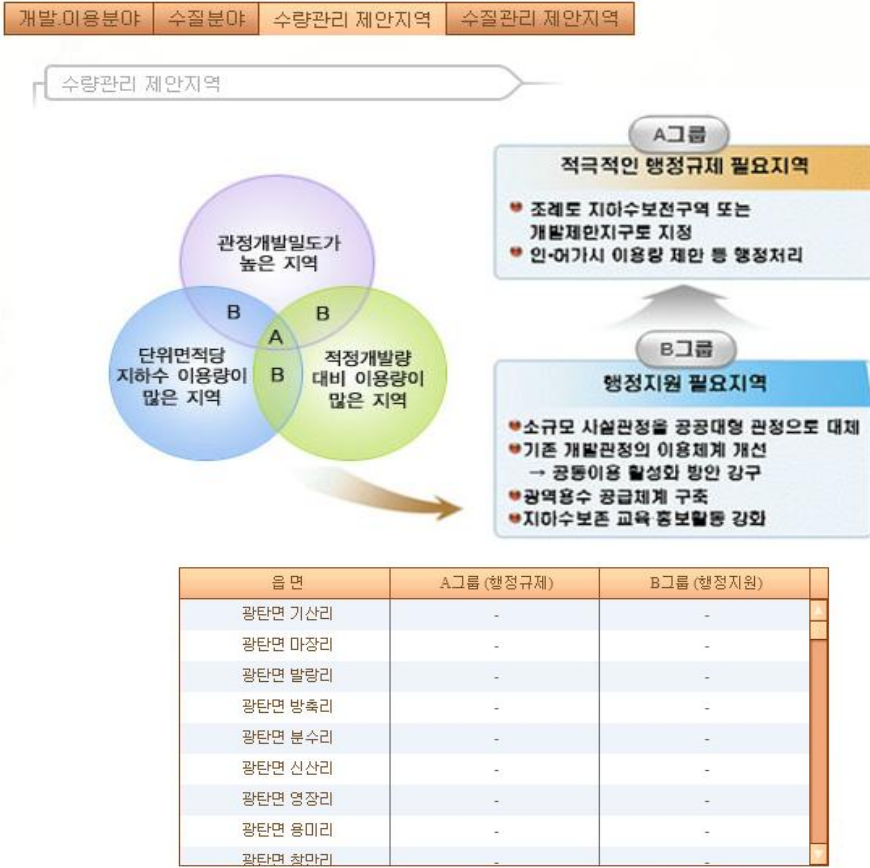 개발.이용분야
수질분야
수량관리 제안지역
수질관리 제안지역
수량관리 제안지역
관정개발밀도가
높은 지역
B
B
A
B
단위면적당
지하수 이용량이
많은 지역
적정개발량
대비 이용량이
많은 지역
A그룹
적극적인 행정규제 필요지역
조례로 지하수보전구역 또는
개발제한지구로 지정
인·허가시 이용량 제한 등 행정처리
B그룹
행정지원 필요지역
소규모 사설관정을 공공대형 관정으로 대체
기존 개발관정의 이용체계 개선
→ 공동이용 활성화 방안 강구
광역용수 공급체계 구축
지하수보존 교육·홍보활동 강화
읍 면 A그룹 (행정규제) B그룹 (행정지원)
광탄면 기산리 - -
광탄면 마장리 - -
광탄면 발랑리 - -
광탄면 방축리 - -
광탄면 분수리 - -
광탄면 신산리 - -
광탄면 영장리 - -
광탄면 용미리 - -
광탄면 창만리 - -